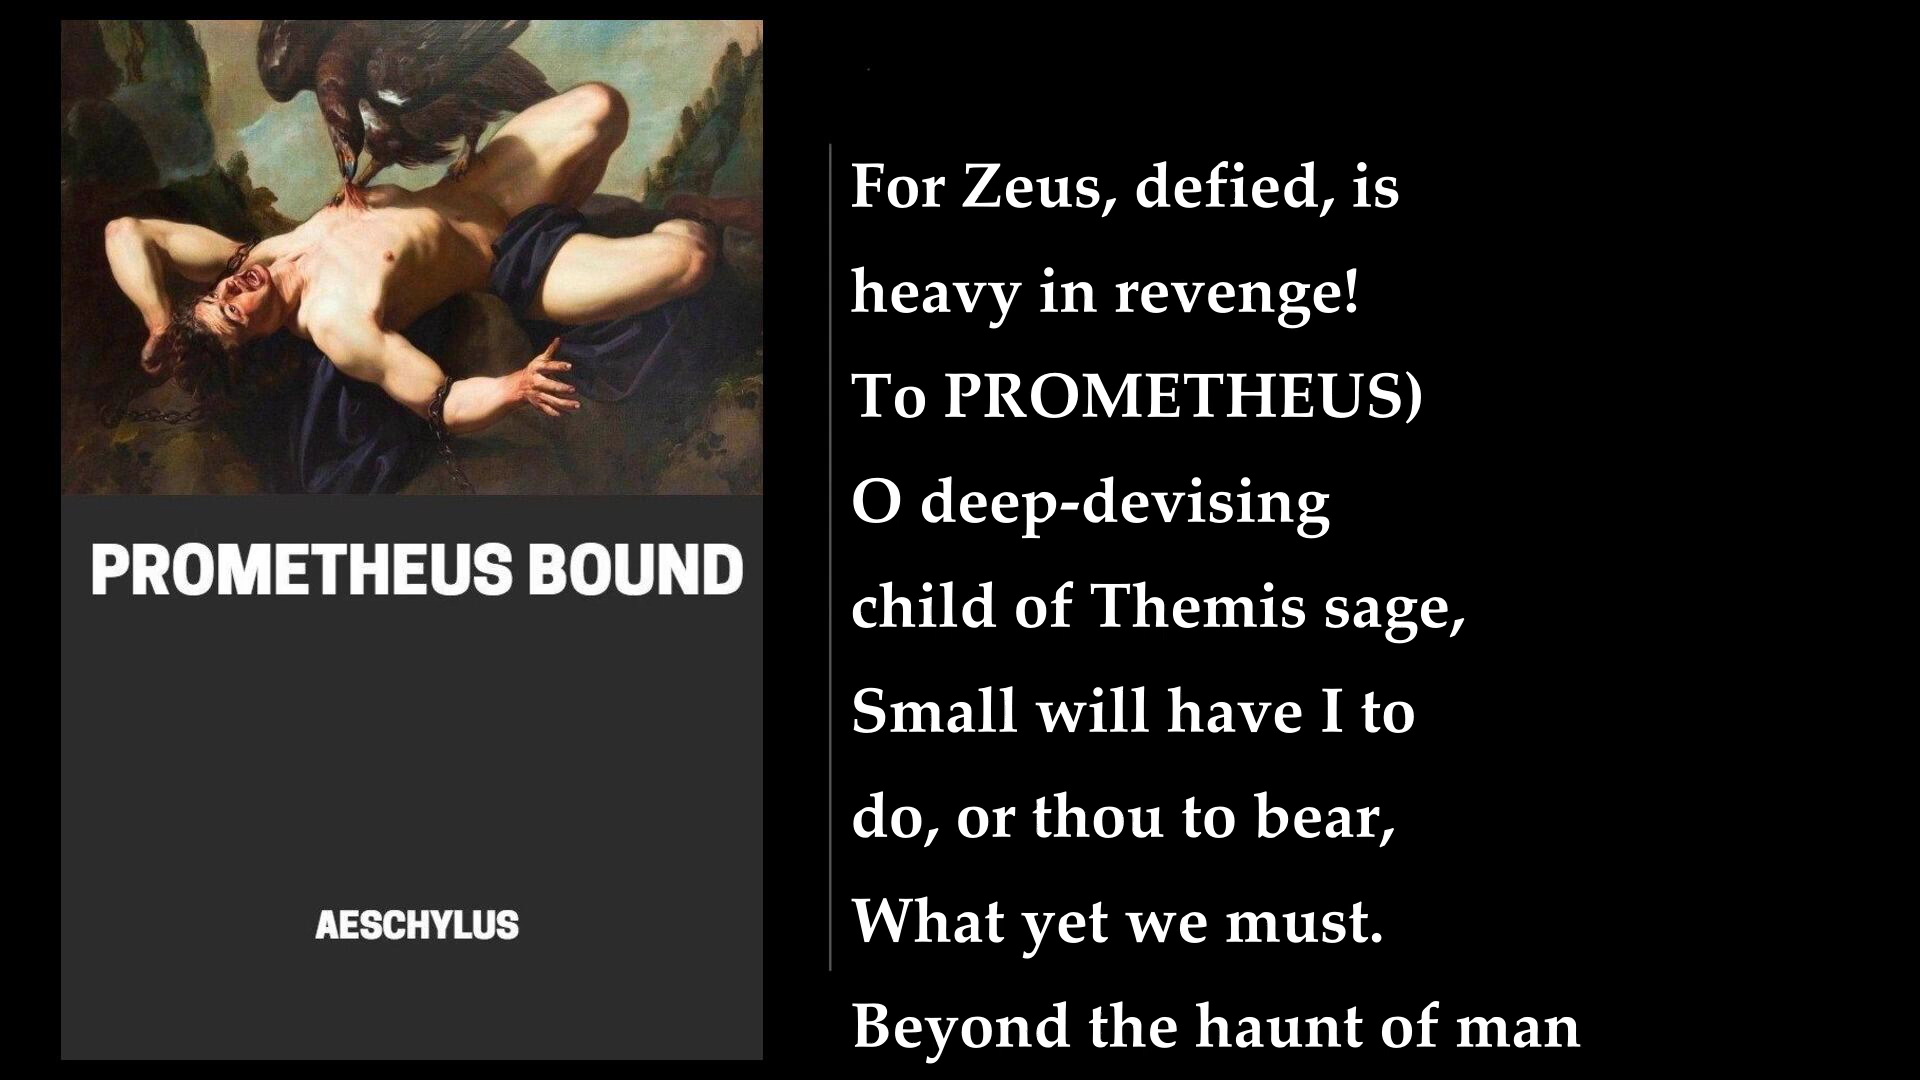 PROMETHEUS BOUND
AESCHYLUS
For Zeus, defied, is
heavy in revenge!
To PROMETHEUS)
O deep-devising
child of Themis sage,
Small will have I to
do, or thou to bear,
What yet we must.
Beyond the haunt of man